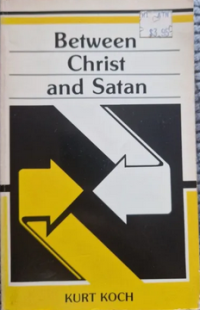 Between
Christ
and Satan
KURT KOCH